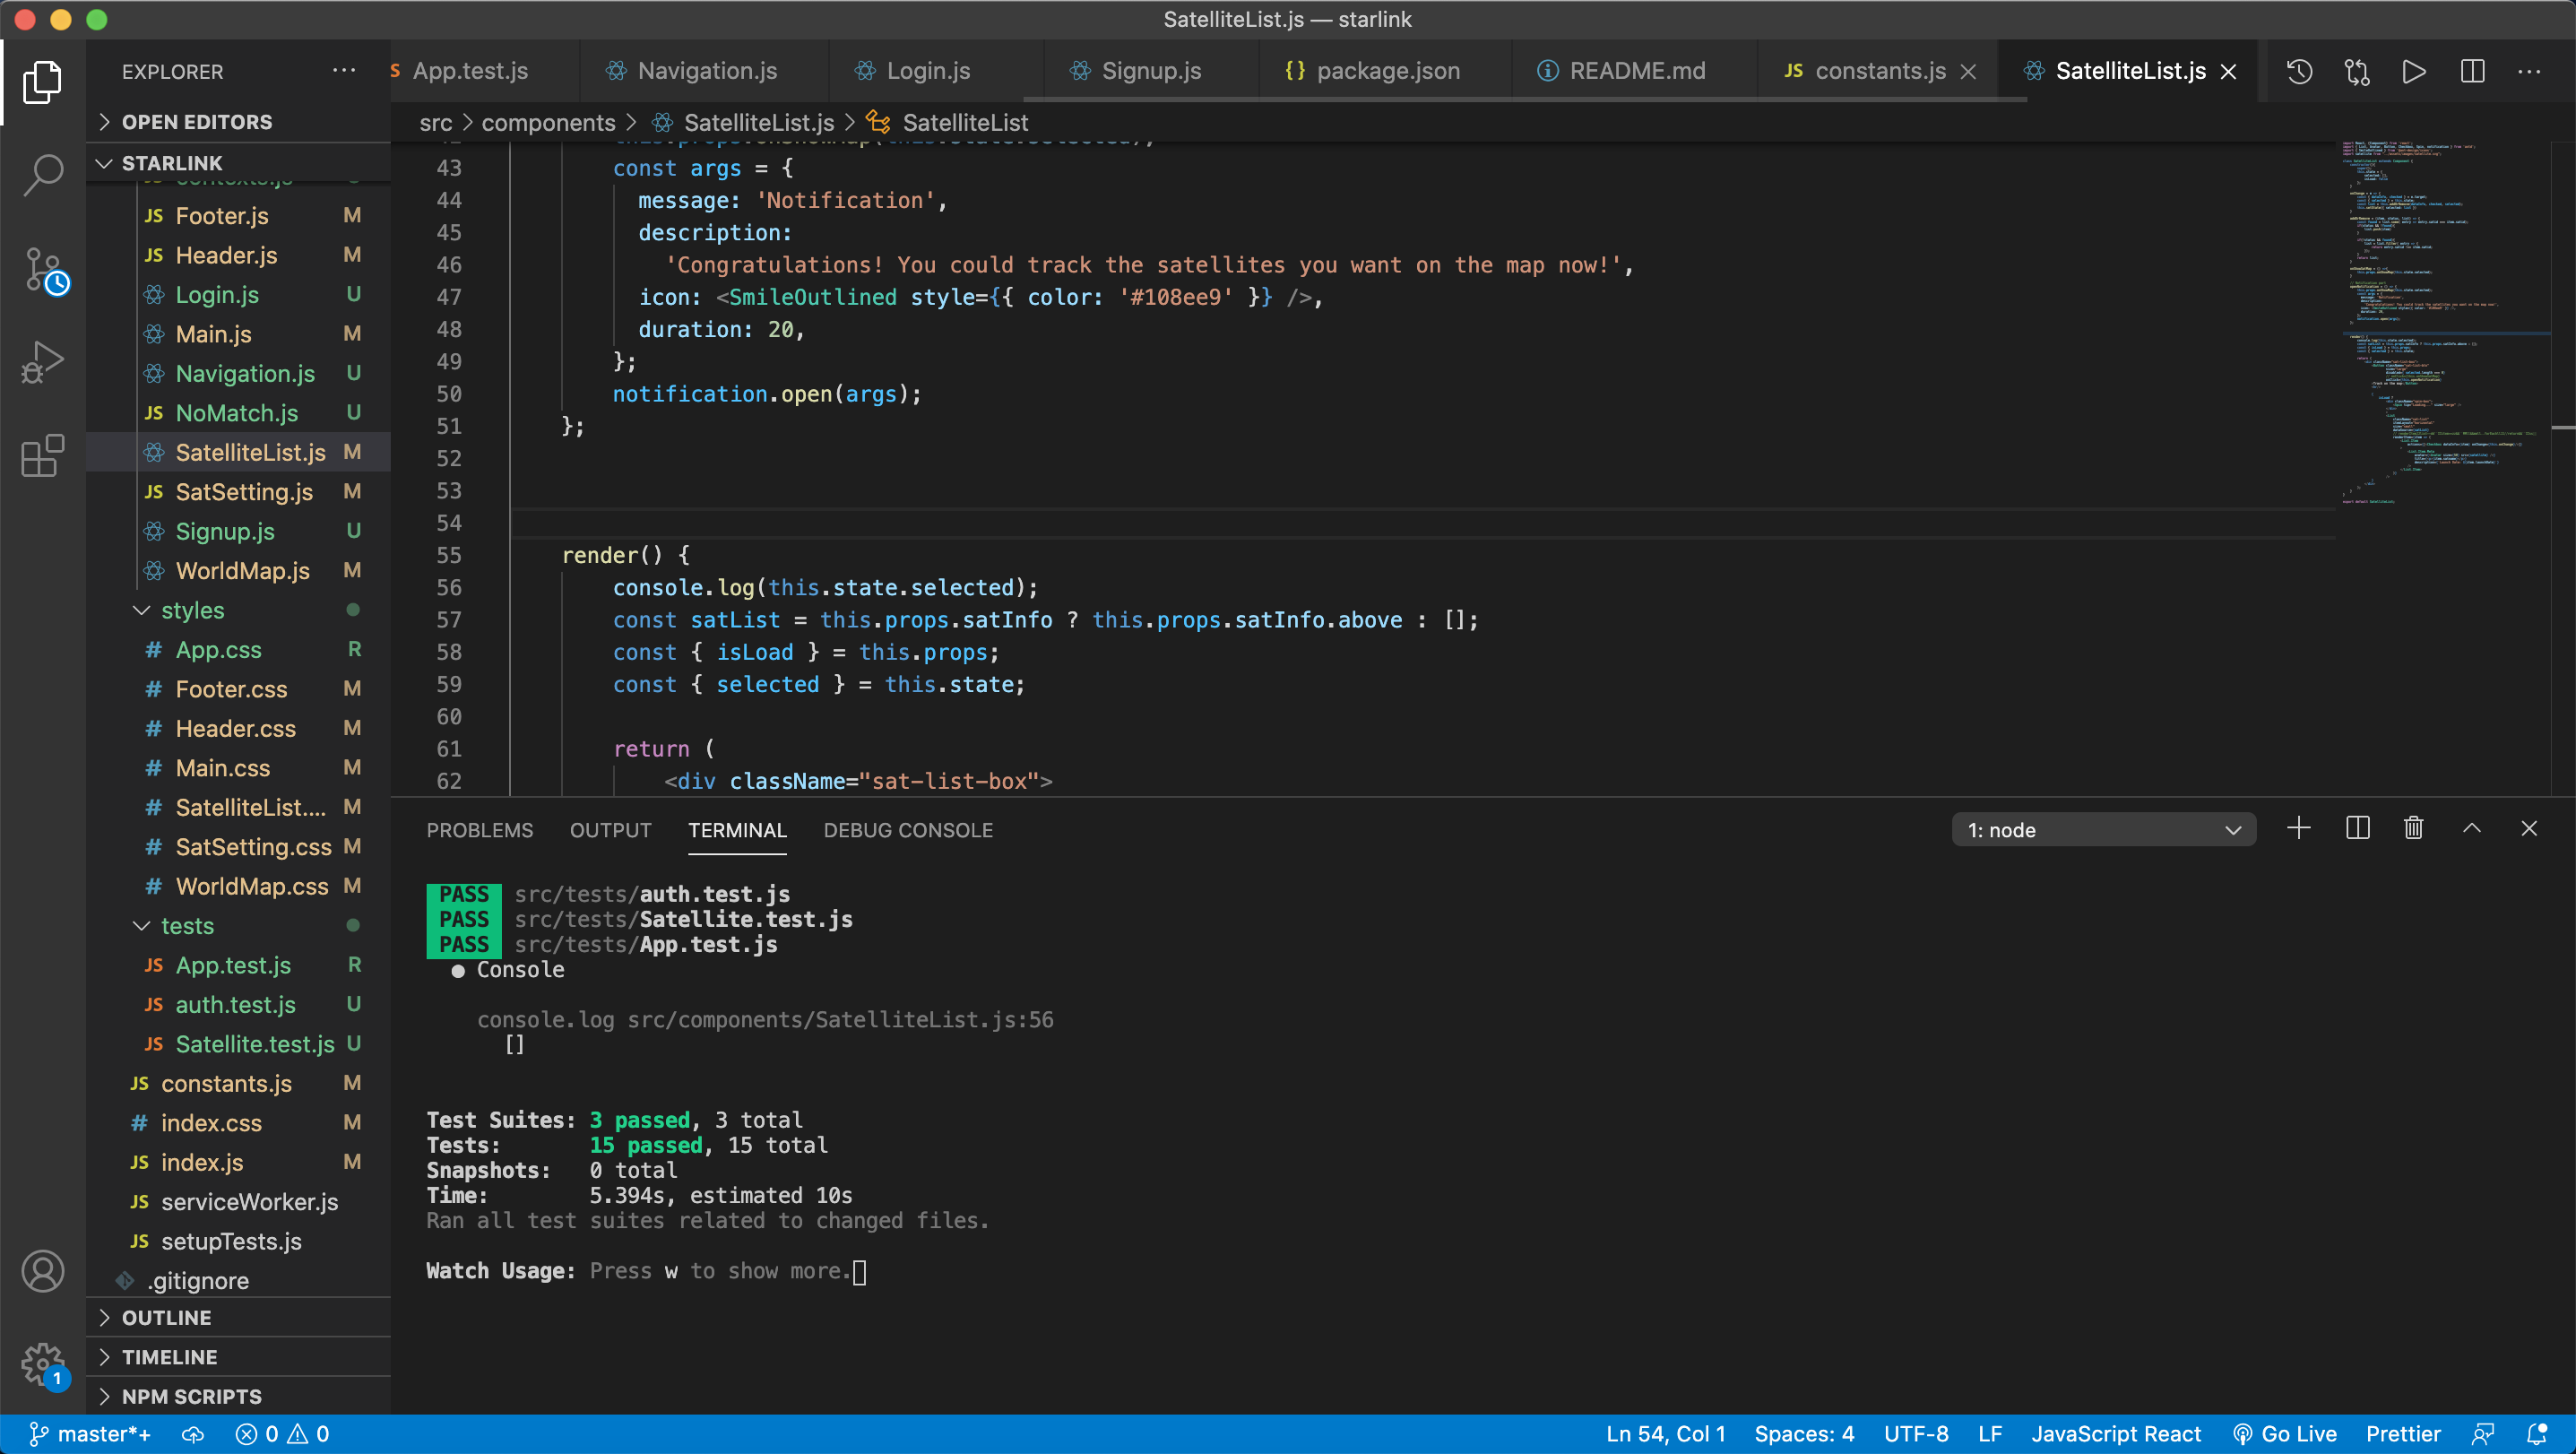 SatelliteList.js — starlink
EXPLORER
App.test.js
Navigation.js
Login.js
Signup.js
{} package.json
README.md
JS constants.js
SatelliteList.js
OPEN EDITORS
STARLINK
src > components > SatelliteList.js > SatelliteList
JS Footer.js M
JS Header.js M
Login.js U
Main.js M
Navigation.js U
JS NoMatch.js U
SatelliteList.js M
JS SatSetting.js M
Signup.js U
WorldMap.js M
styles
# App.css R
# Footer.css M
# Header.css M
# Main.css M
# SatelliteList.... M
# SatSetting.css M
# WorldMap.css M
tests
JS App.test.js R
JS auth.test.js U
JS Satellite.test.js U
JS constants.js M
# index.css M
JS index.js M
JS serviceWorker.js
JS setupTests.js
.gitignore
OUTLINE
TIMELINE
NPM SCRIPTS
43 const args = {
44 message: 'Notification',
45 description:
46 'Congratulations! You could track the satellites you want on the map now!',
47 icon: <SmileOutlined style={{ color: '#108ee9' }} />,
48 duration: 20,
49 };
50 notification.open(args);
51 };
52
53
54
55 render() {
56 console.log(this.state.selected);
57 const satList = this.props.satInfo ? this.props.satInfo.above : [];
58 const { isLoad } = this.props;
59 const { selected } = this.state;
60
61 return (
62 <div className="sat-list-box">
PROBLEMS OUTPUT TERMINAL DEBUG CONSOLE
1: node
PASS src/tests/auth.test.js
PASS src/tests/Satellite.test.js
PASS src/tests/App.test.js
● Console
console.log src/components/SatelliteList.js:56
[]
Test Suites: 3 passed, 3 total
Tests: 15 passed, 15 total
Snapshots: 0 total
Time: 5.394s, estimated 10s
Ran all test suites related to changed files.
Watch Usage: Press w to show more.
1
master*+
0
0
Ln 54, Col 1
Spaces: 4
UTF-8
LF
JavaScript React
Go Live
Prettier